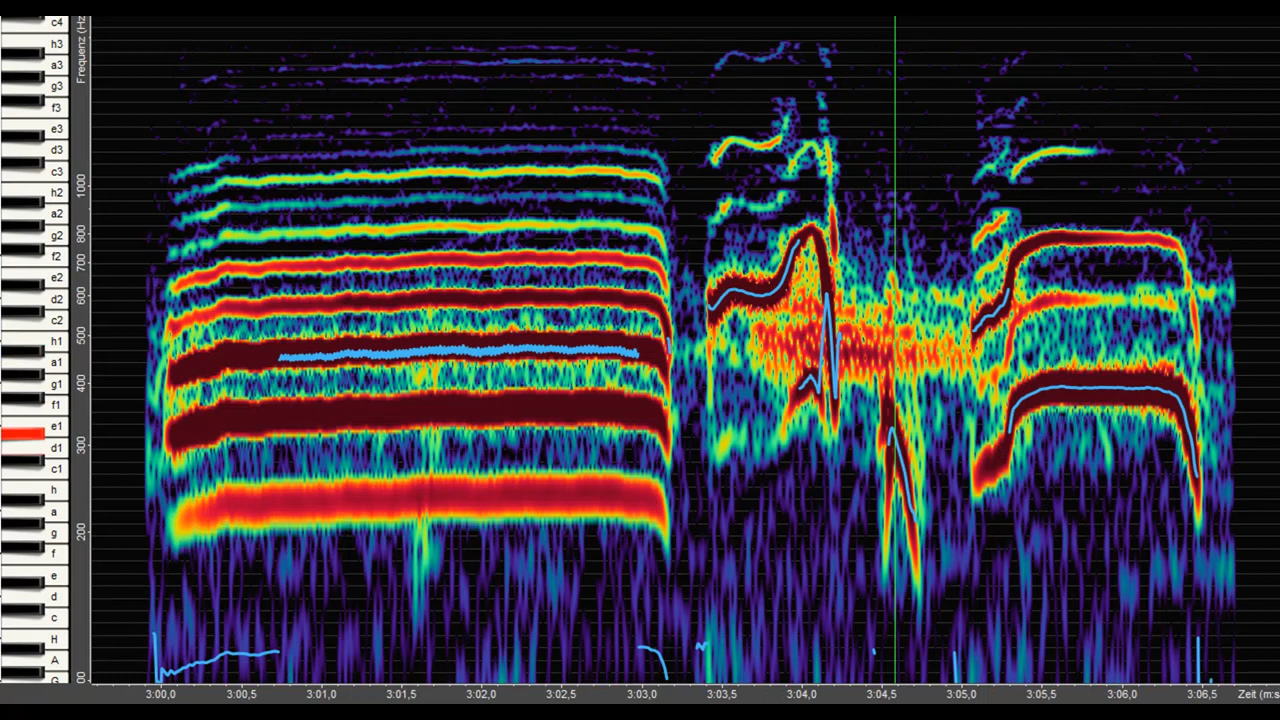 c4
h3
a3
g3
f3
e3
d3
c3
h2
a2
g2
f2
e2
d2
c2
h1
a1
g1
f1
e1
d1
c1
h
a
g
f
e
d
c
H
A
G
Frequenz (Hz
1000
800
700
600
500
400
300
200
00
3:00,0 3:00,5 3:01,0 3:01,5 3:02,0 3:02,5 3:03,0 3:03,5 3:04,0 3:04,5 3:05,0 3:05,5 3:06,0 3:06,5 Zeit (m:s